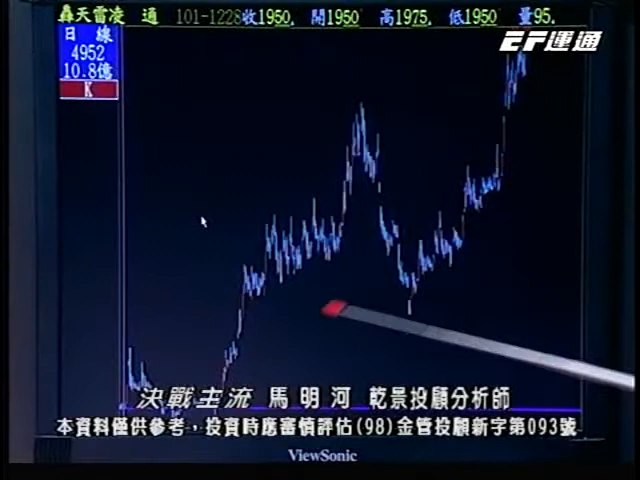 轟天雷凌 通 101-1228收1950. 開1950 高1975. 低1950 量95.
EF運通
日 線
4952
10.8億
K
決戰主流 馬明河 乾景投顧分析師
本資料僅供參考，投資時應審慎評估(98)金管投顧新字第093號
ViewSonic